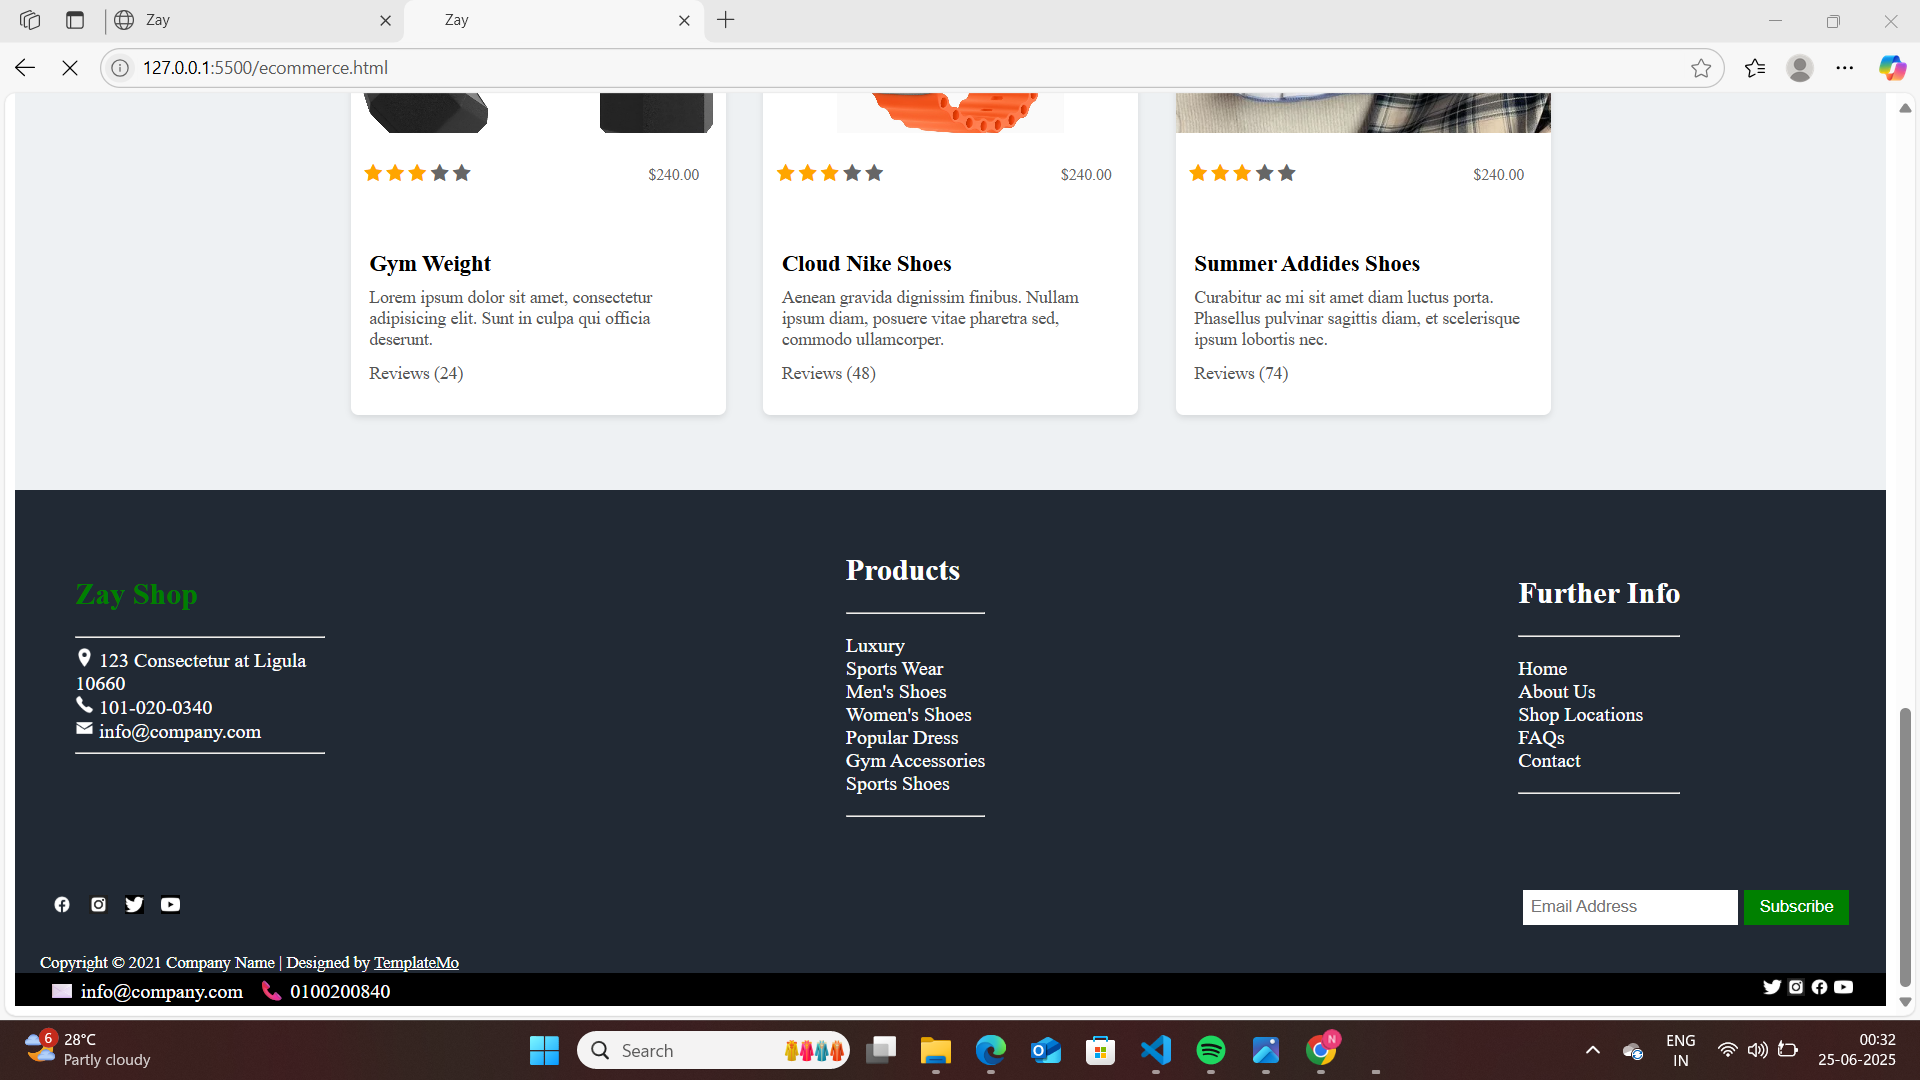 Zay
Zay
127.0.0.1:5500/ecommerce.html
$240.00
$240.00
$240.00
Gym Weight
Lorem ipsum dolor sit amet, consectetur
adipisicing elit. Sunt in culpa qui officia
deserunt.
Reviews (24)
Cloud Nike Shoes
Aenean gravida dignissim finibus. Nullam
ipsum diam, posuere vitae pharetra sed,
commodo ullamcorper.
Reviews (48)
Summer Addides Shoes
Curabitur ac mi sit amet diam luctus porta.
Phasellus pulvinar sagittis diam, et scelerisque
ipsum lobortis nec.
Reviews (74)
Zay Shop
123 Consectetur at Ligula
10660
101-020-0340
info@company.com
Products
Luxury
Sports Wear
Men's Shoes
Women's Shoes
Popular Dress
Gym Accessories
Sports Shoes
Further Info
Home
About Us
Shop Locations
FAQs
Contact
Email Address
Subscribe
Copyright © 2021 Company Name | Designed by TemplateMo
info@company.com 0100200840
6
28°C
Partly cloudy
Search
N
ENG
IN
00:32
25-06-2025